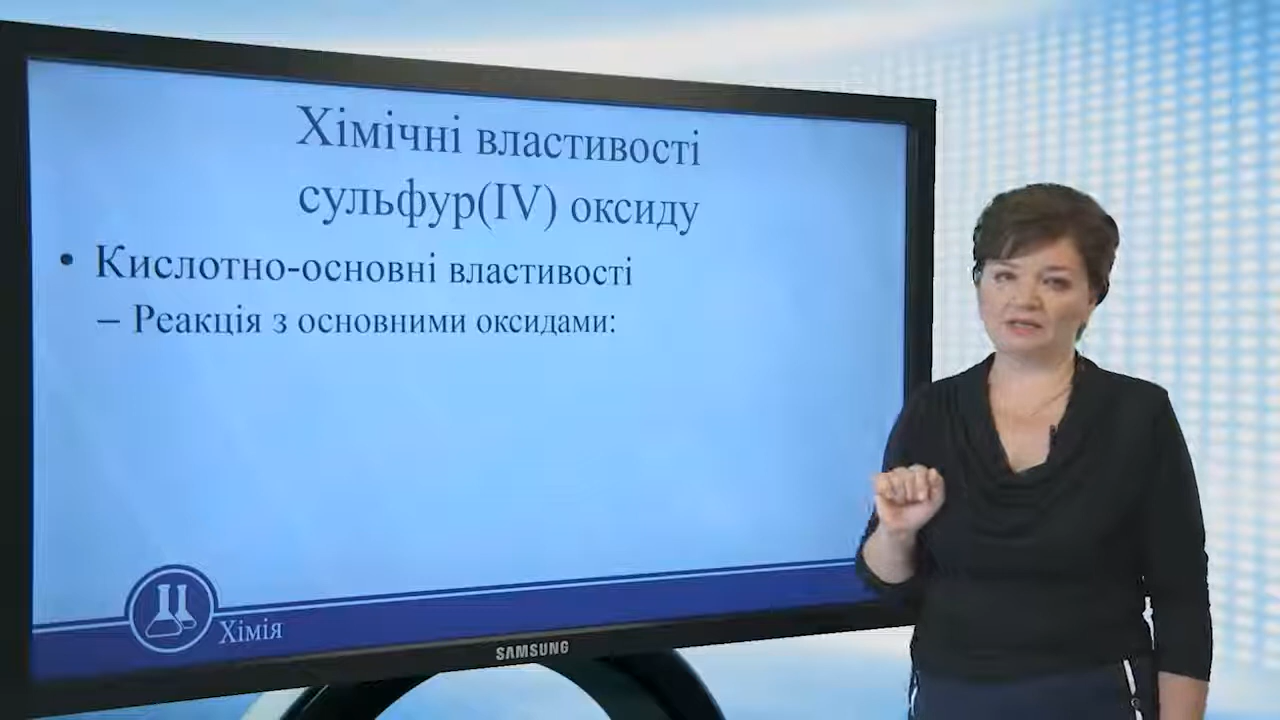 Хімічні властивості
сульфур(IV) оксиду
• Кислотно-основні властивості
– Реакція з основними оксидами:
Хімія
SAMSUNG